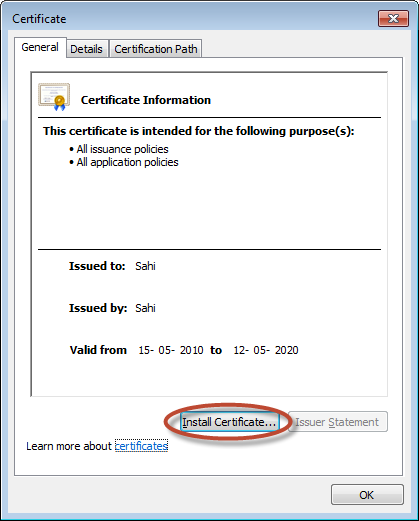 Certificate
General Details Certification Path
Certificate Information
This certificate is intended for the following purpose(s):
• All issuance policies
• All application policies
Issued to: Sahi
Issued by: Sahi
Valid from 15- 05- 2010 to 12- 05- 2020
Install Certificate... Issuer Statement
Learn more about certificates
OK